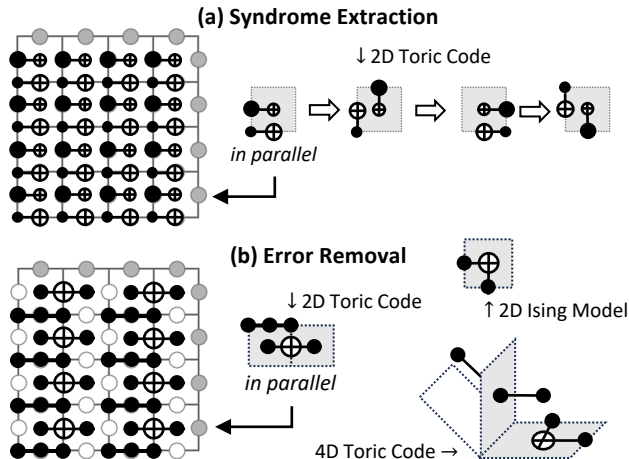 (a) Syndrome Extraction
↓ 2D Toric Code
in parallel
(b) Error Removal
↓ 2D Toric Code
↑ 2D Ising Model
in parallel
4D Toric Code →